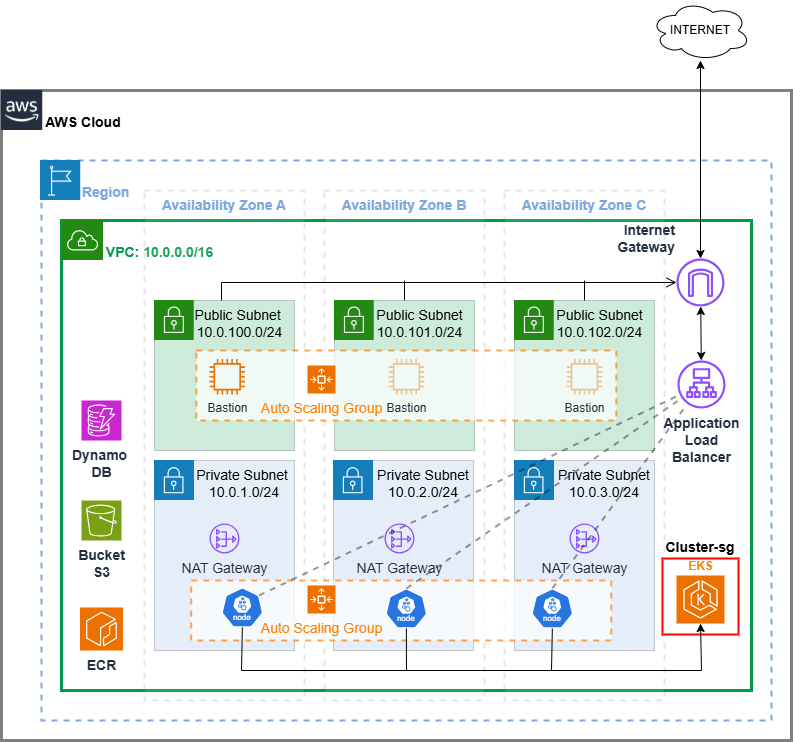 INTERNET
aws
AWS Cloud
Region
Availability Zone A
Availability Zone B
Availability Zone C
VPC: 10.0.0.0/16
Internet
Gateway
Public Subnet
10.0.100.0/24
Public Subnet
10.0.101.0/24
Public Subnet
10.0.102.0/24
Bastion
Auto Scaling Group
Bastion
Bastion
Application
Load
Balancer
Dynamo
DB
Private Subnet
10.0.1.0/24
Private Subnet
10.0.2.0/24
Private Subnet
10.0.3.0/24
Bucket
S3
NAT Gateway
NAT Gateway
NAT Gateway
Cluster-sg
EKS
K
node
node
node
Auto Scaling Group
ECR